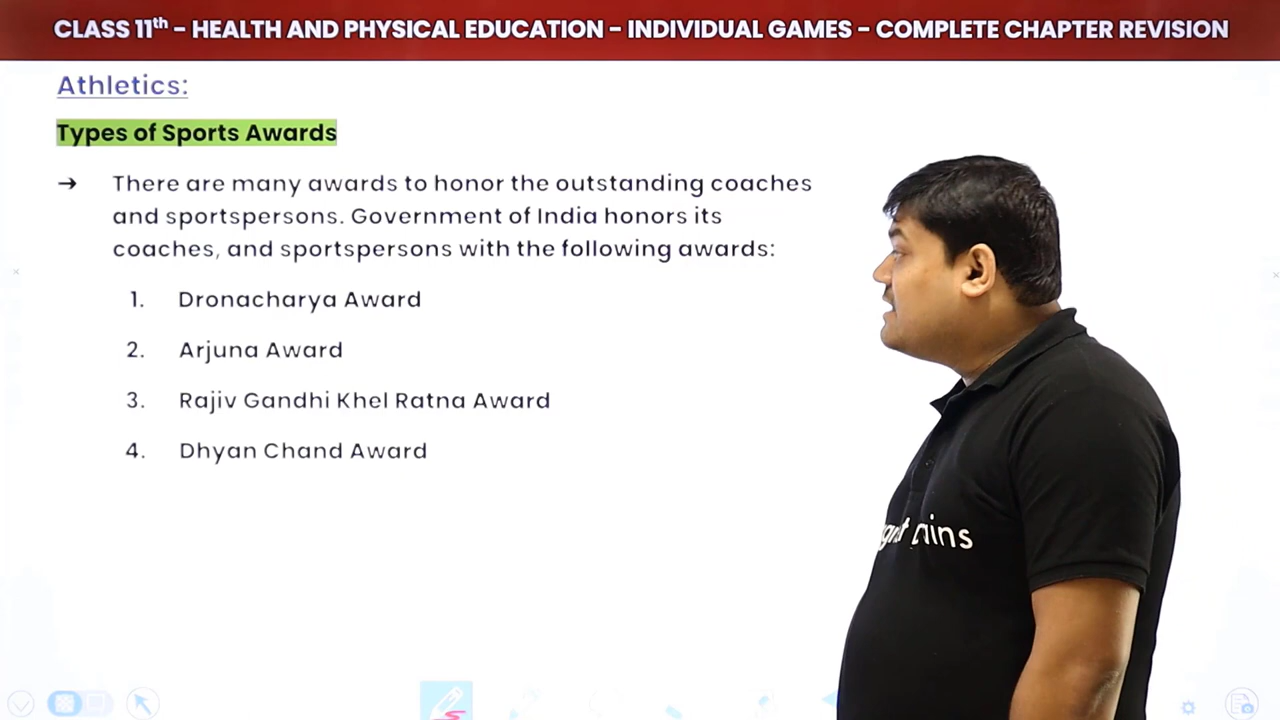 CLASS 11th – HEALTH AND PHYSICAL EDUCATION – INDIVIDUAL GAMES – COMPLETE CHAPTER REVISION
Athletics:
Types of Sports Awards
→ There are many awards to honor the outstanding coaches
and sportspersons. Government of India honors its
coaches, and sportspersons with the following awards:
1. Dronacharya Award
2. Arjuna Award
3. Rajiv Gandhi Khel Ratna Award
4. Dhyan Chand Award